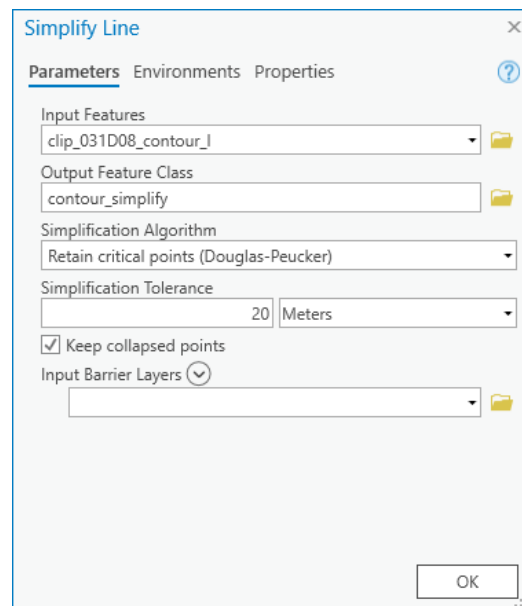 Simplify Line
Parameters Environments Properties
Input Features
clip_031D08_contour_l
Output Feature Class
contour_simplify
Simplification Algorithm
Retain critical points (Douglas-Peucker)
Simplification Tolerance
20 Meters
Keep collapsed points
Input Barrier Layers
OK